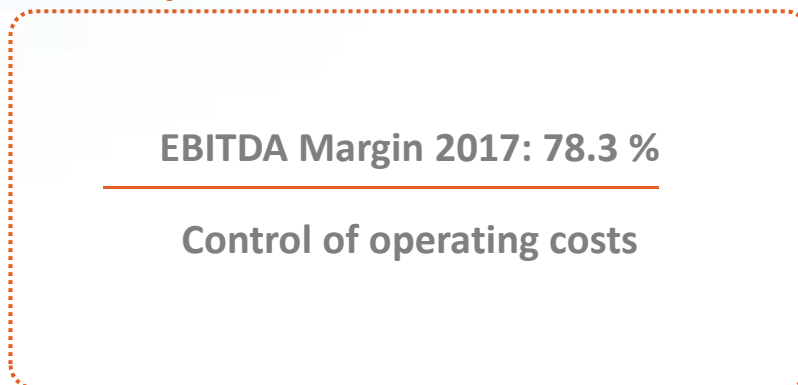 EBITDA Margin 2017: 78.3 %
Control of operating costs